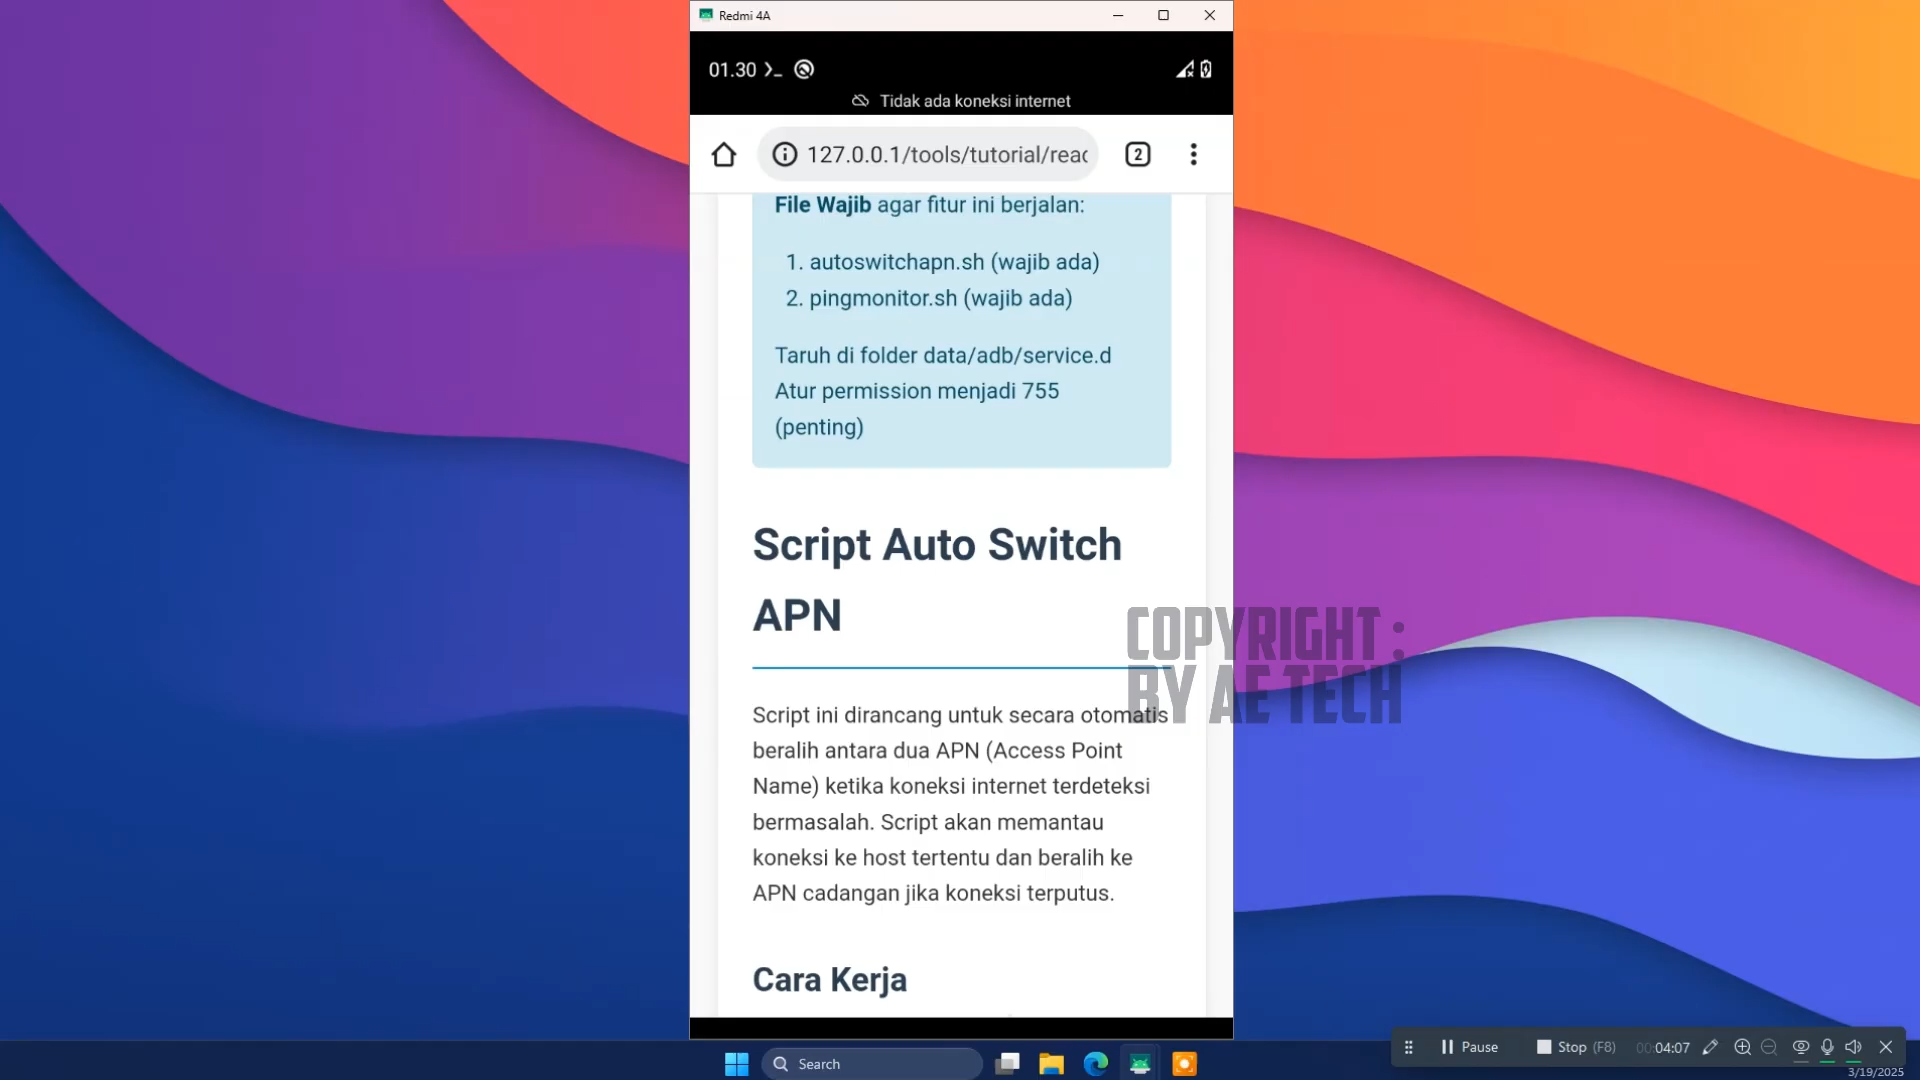 Redmi 4A
01.30
Tidak ada koneksi internet
127.0.0.1/tools/tutorial/read
2
File Wajib agar fitur ini berjalan:
1. autoswitchapn.sh (wajib ada)
2. pingmonitor.sh (wajib ada)
Taruh di folder data/adb/service.d
Atur permission menjadi 755
(penting)
Script Auto Switch
APN
COPYRIGHT :
BY AE TECH
Script ini dirancang untuk secara otomatis
beralih antara dua APN (Access Point
Name) ketika koneksi internet terdeteksi
bermasalah. Script akan memantau
koneksi ke host tertentu dan beralih ke
APN cadangan jika koneksi terputus.
Cara Kerja
Pause
Stop (F8)
00:04:07
Search
3/19/2025